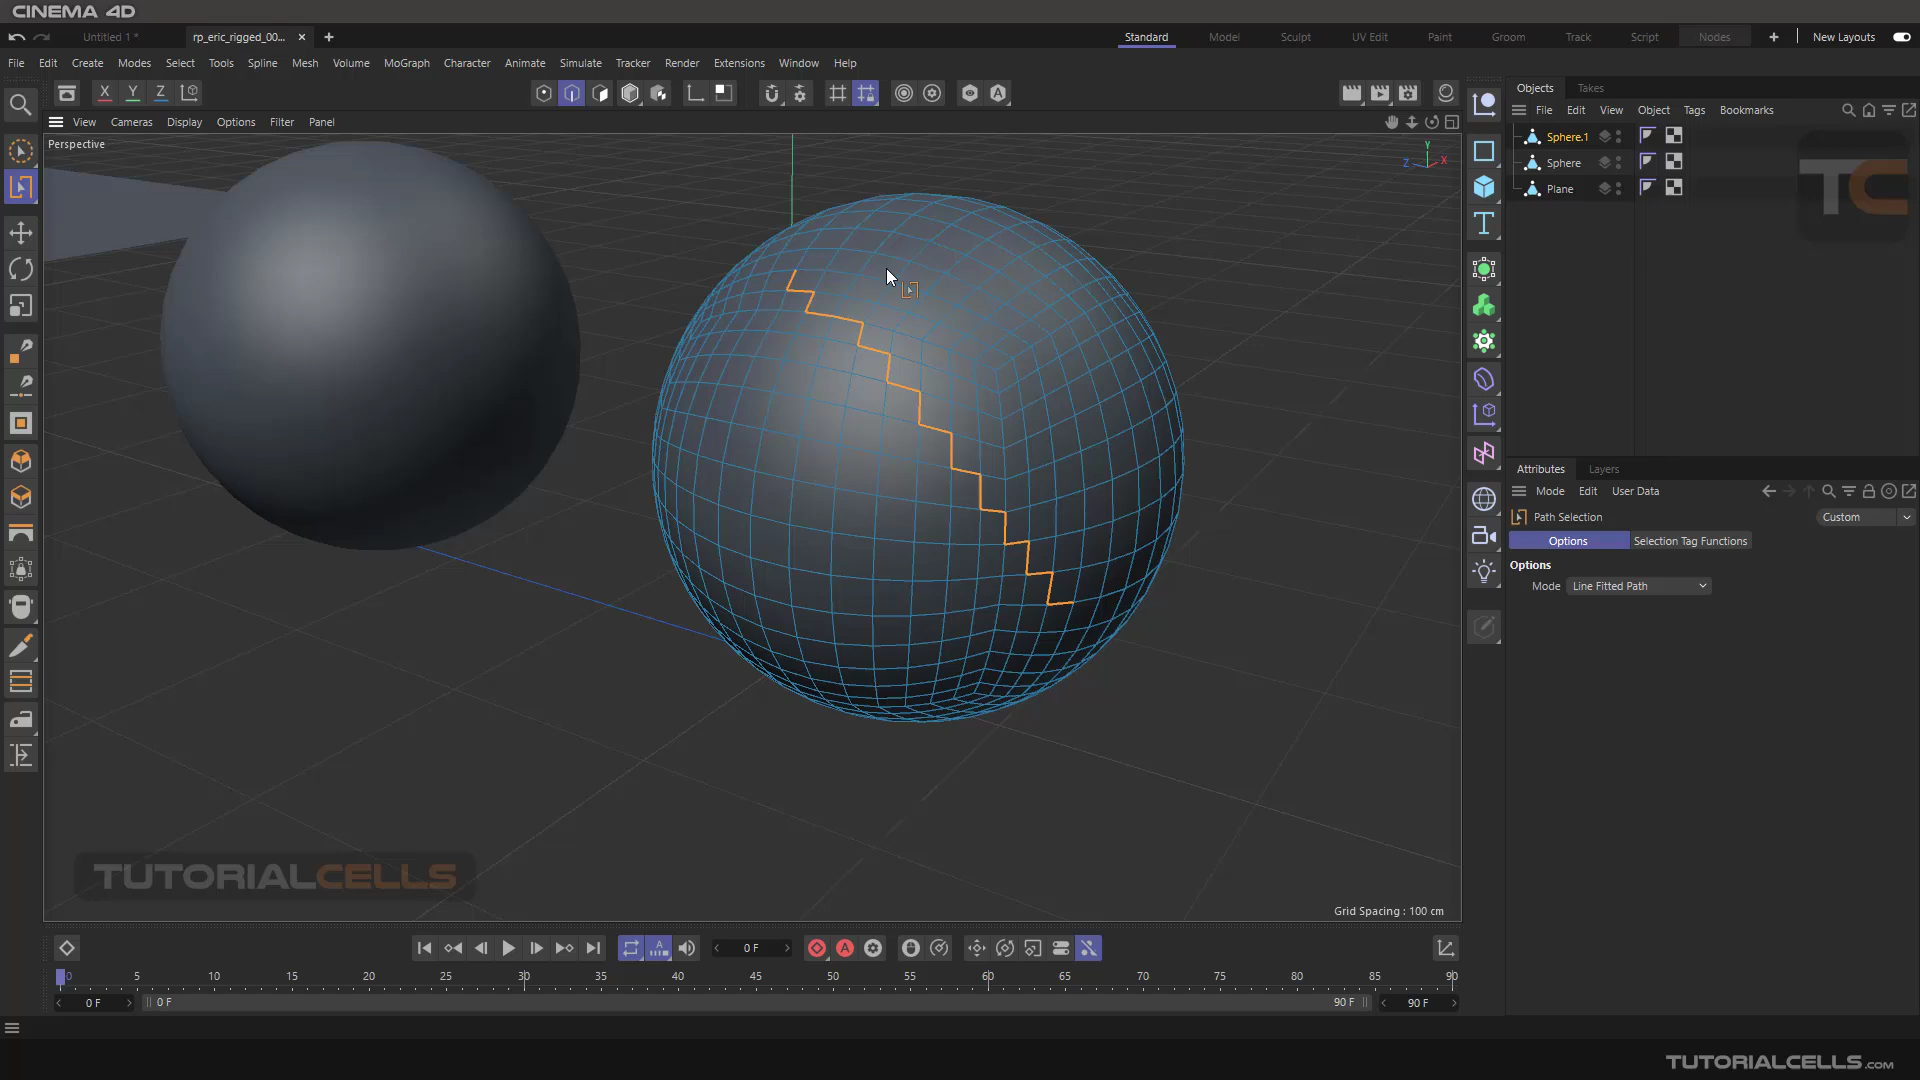 CINEMA 4D
Untitled 1 *
rp_eric_rigged_00...
Standard
Model
Sculpt
UV Edit
Paint
Groom
Track
Script
Nodes
New Layouts
File Edit Create Modes Select Tools Spline Mesh Volume MoGraph Character Animate Simulate Tracker Render Extensions Window Help
X Y Z
View Cameras Display Options Filter Panel
Perspective
Y
Z X
Objects Takes
File Edit View Object Tags Bookmarks
Sphere.1
Sphere
Plane
TC
Attributes Layers
Mode Edit User Data
Path Selection
Custom
Options Selection Tag Functions
Options
Mode Line Fitted Path
TUTORIALCELLS
Grid Spacing : 100 cm
0 F
0 5 10 15 20 25 30 35 40 45 50 55 60 65 70 75 80 85 90
0 F 0 F 90 F 90 F
TUTORIALCELLS.com